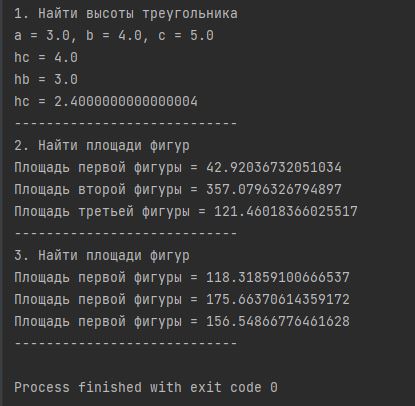 1. Найти высоты треугольника
a = 3.0, b = 4.0, c = 5.0
hc = 4.0
hb = 3.0
hc = 2.4000000000000004
---------------------------
2. Найти площади фигур
Площадь первой фигуры = 42.92036732051034
Площадь второй фигуры = 357.0796326794897
Площадь третьей фигуры = 121.46018366025517
---------------------------
3. Найти площади фигур
Площадь первой фигуры = 118.31859100666537
Площадь первой фигуры = 175.66370614359172
Площадь первой фигуры = 156.54866776461628
---------------------------
Process finished with exit code 0